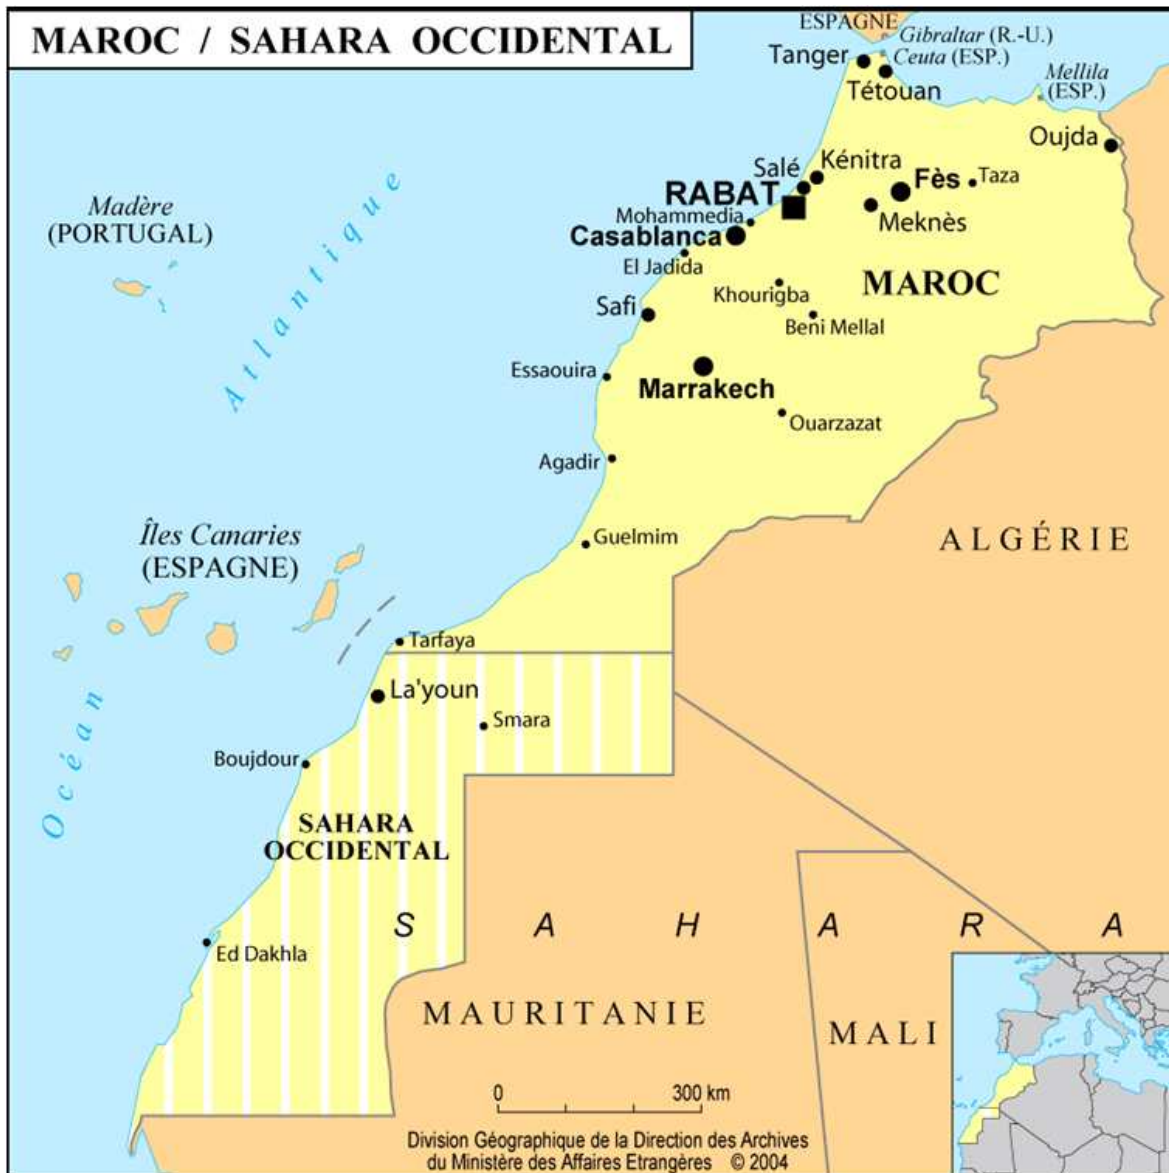 MAROC / SAHARA OCCIDENTAL
ESPAGNE
Gibraltar (R.-U.)
Ceuta (ESP.)
Tanger
Tétouan
Mellila
(ESP.)
Oujda
Salé
Kénitra
RABAT
Fès
Taza
Mohammedia
Meknès
Casablanca
El Jadida
Madère
(PORTUGAL)
Atlantique
MAROC
Khourigba
Safi
Beni Mellal
Essaouira
Marrakech
Ouarzazat
Agadir
Îles Canaries
(ESPAGNE)
Guelmim
ALGÉRIE
Tarfaya
La'youn
Smara
Océan
Boujdour
SAHARA
OCCIDENTAL
SAHARA
Ed Dakhla
MAURITANIE
MALI
0 300 km
Division Géographique de la Direction des Archives
du Ministère des Affaires Etrangères © 2004